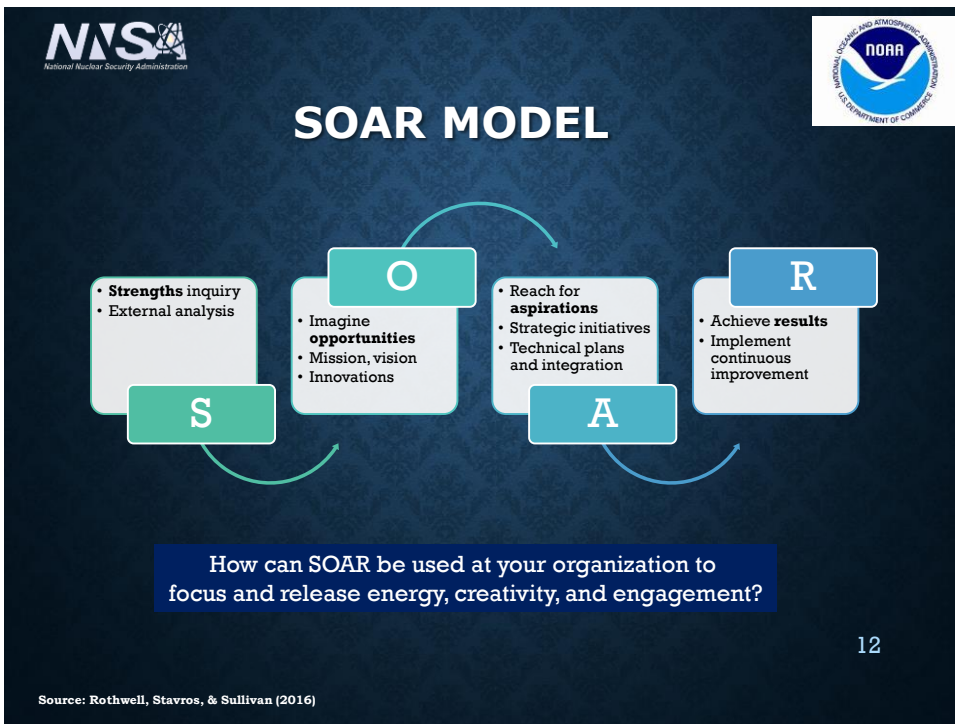 NNSA
National Nuclear Security Administration
NATIONAL OCEANIC AND ATMOSPHERIC ADMINISTRATION
NOAA
U.S. DEPARTMENT OF COMMERCE
SOAR MODEL
S
• Strengths inquiry
• External analysis
O
• Imagine
opportunities
• Mission, vision
• Innovations
A
• Reach for
aspirations
• Strategic initiatives
• Technical plans
and integration
R
• Achieve results
• Implement
continuous
improvement
How can SOAR be used at your organization to
focus and release energy, creativity, and engagement?
12
Source: Rothwell, Stavros, & Sullivan (2016)